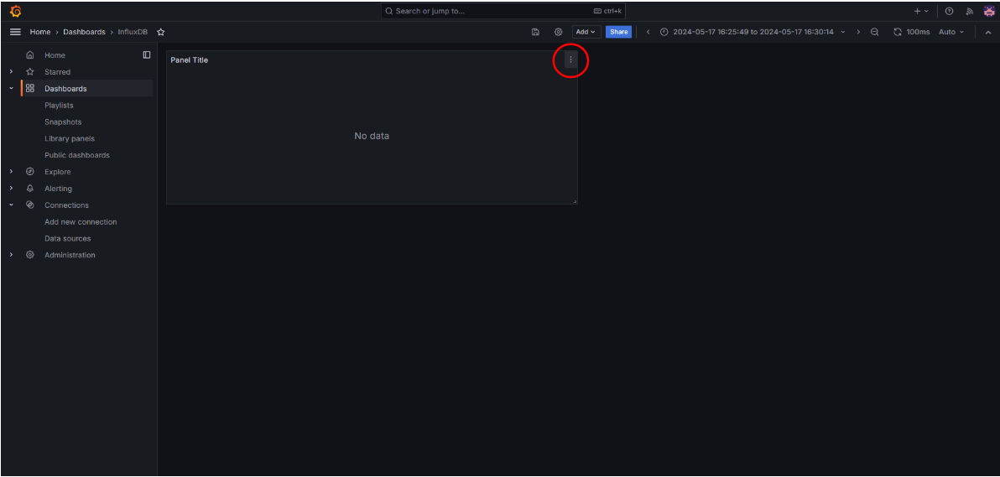 Search or jump to...
ctrl+k
Home › Dashboards › InfluxDB
Add
Share
2024-05-17 16:25:49 to 2024-05-17 16:30:14
100ms
Auto
Home
Starred
Dashboards
Playlists
Snapshots
Library panels
Public dashboards
Explore
Alerting
Connections
Add new connection
Data sources
Administration
Panel Title
No data